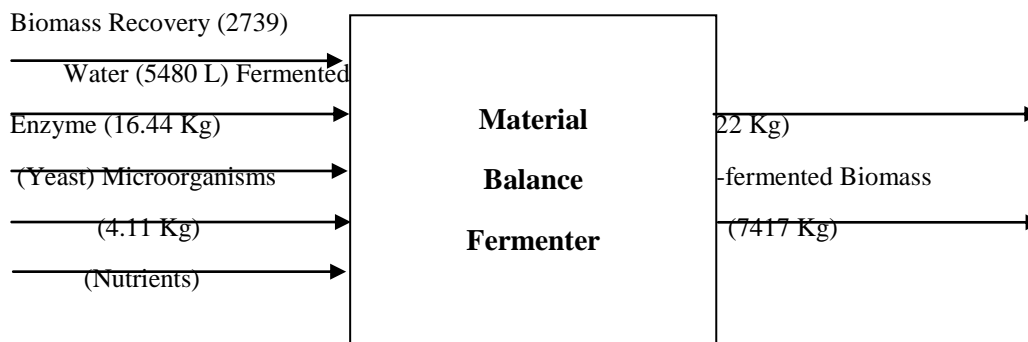 Biomass Recovery (2739)
Water (5480 L) Fermented
Enzyme (16.44 Kg)
(Yeast) Microorganisms
(4.11 Kg)
(Nutrients)
Material
Balance
Fermenter
22 Kg)
-fermented Biomass
(7417 Kg)